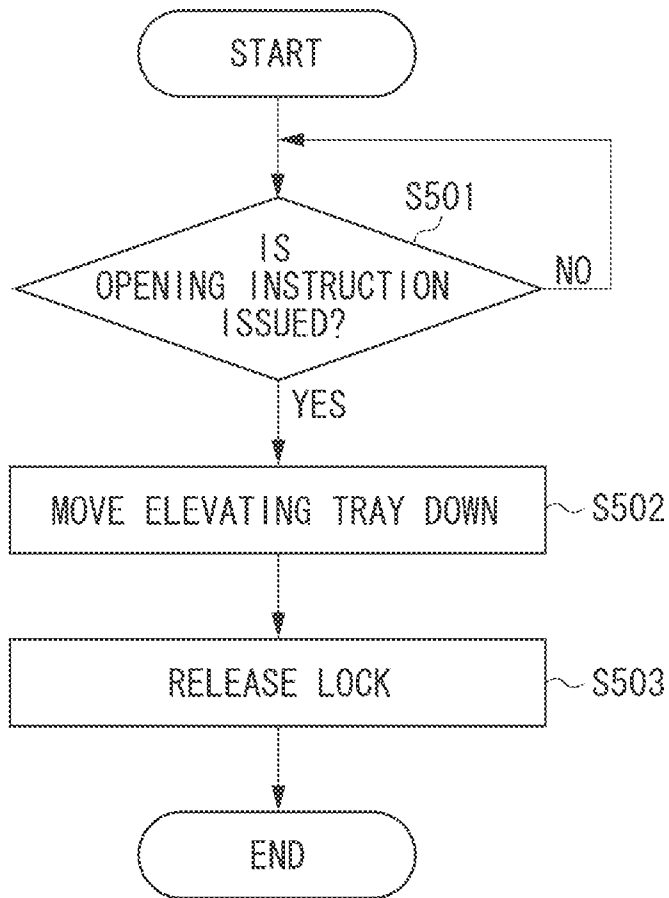 START
S501
IS
OPENING INSTRUCTION
ISSUED?
NO
YES
MOVE ELEVATING TRAY DOWN
S502
RELEASE LOCK
S503
END